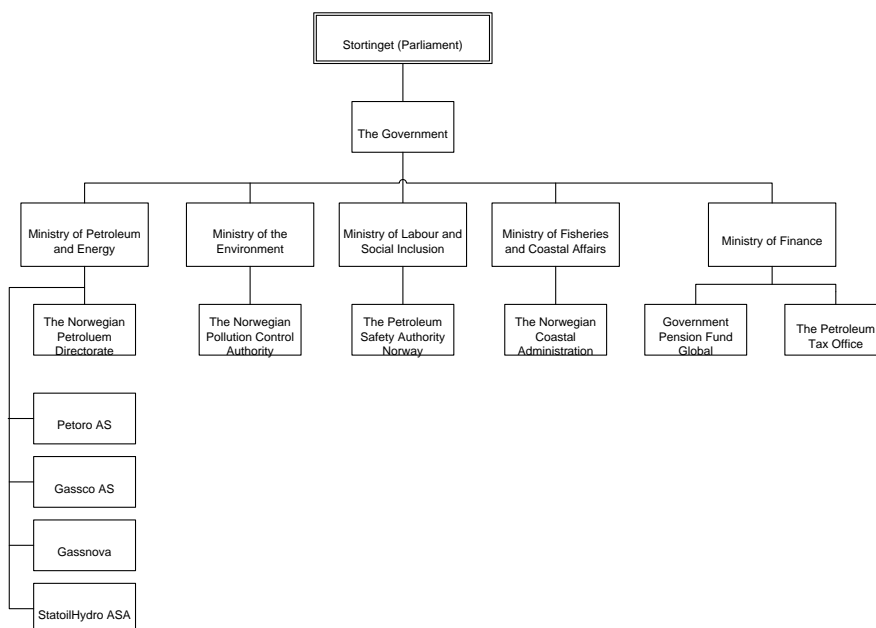 Stortinget (Parliament)
The Government
Ministry of Petroleum
and Energy
Ministry of the
Environment
Ministry of Labour and
Social Inclusion
Ministry of Fisheries
and Coastal Affairs
Ministry of Finance
The Norwegian
Petroluem
Directorate
The Norwegian
Pollution Control
Authority
The Petroleum
Safety Authority
Norway
The Norwegian
Coastal
Administration
Government
Pension Fund
Global
The Petroleum
Tax Office
Petoro AS
Gassco AS
Gassnova
StatoilHydro ASA